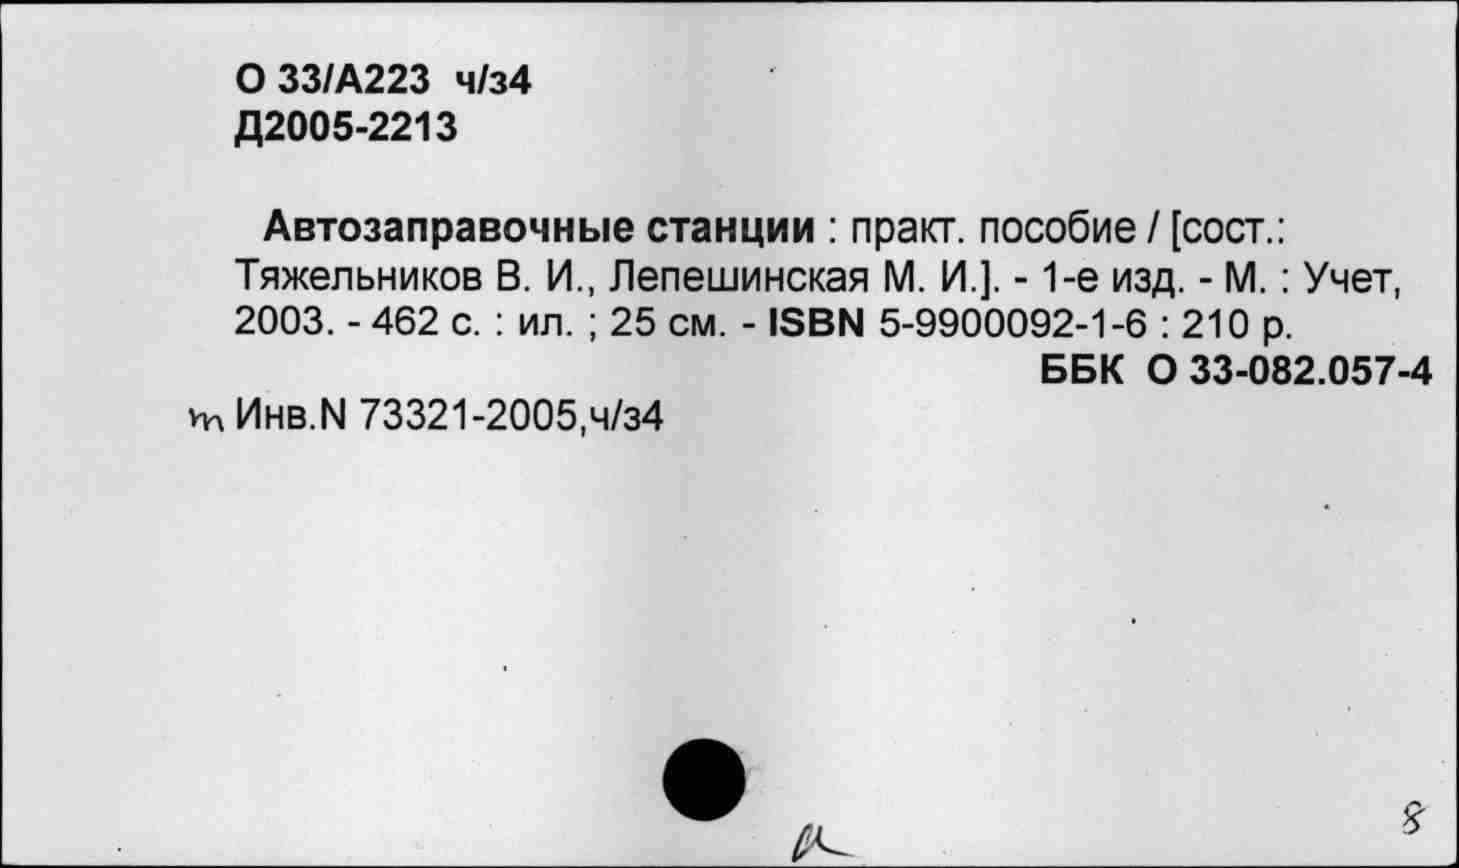 О 33/А223 ч/з4
Д2005-2213
Автозаправочные станции : практ. пособие / [сост.:
Тяжельников В. И., Лепешинская М. И.]. - 1-е изд. - М. : Учет,
2003. - 462 с. : ил. ; 25 см. - ISBN 5-9900092-1-6 : 210 р.
ББК О 33-082.057-4
Инв.N 73321-2005,ч/з4
8